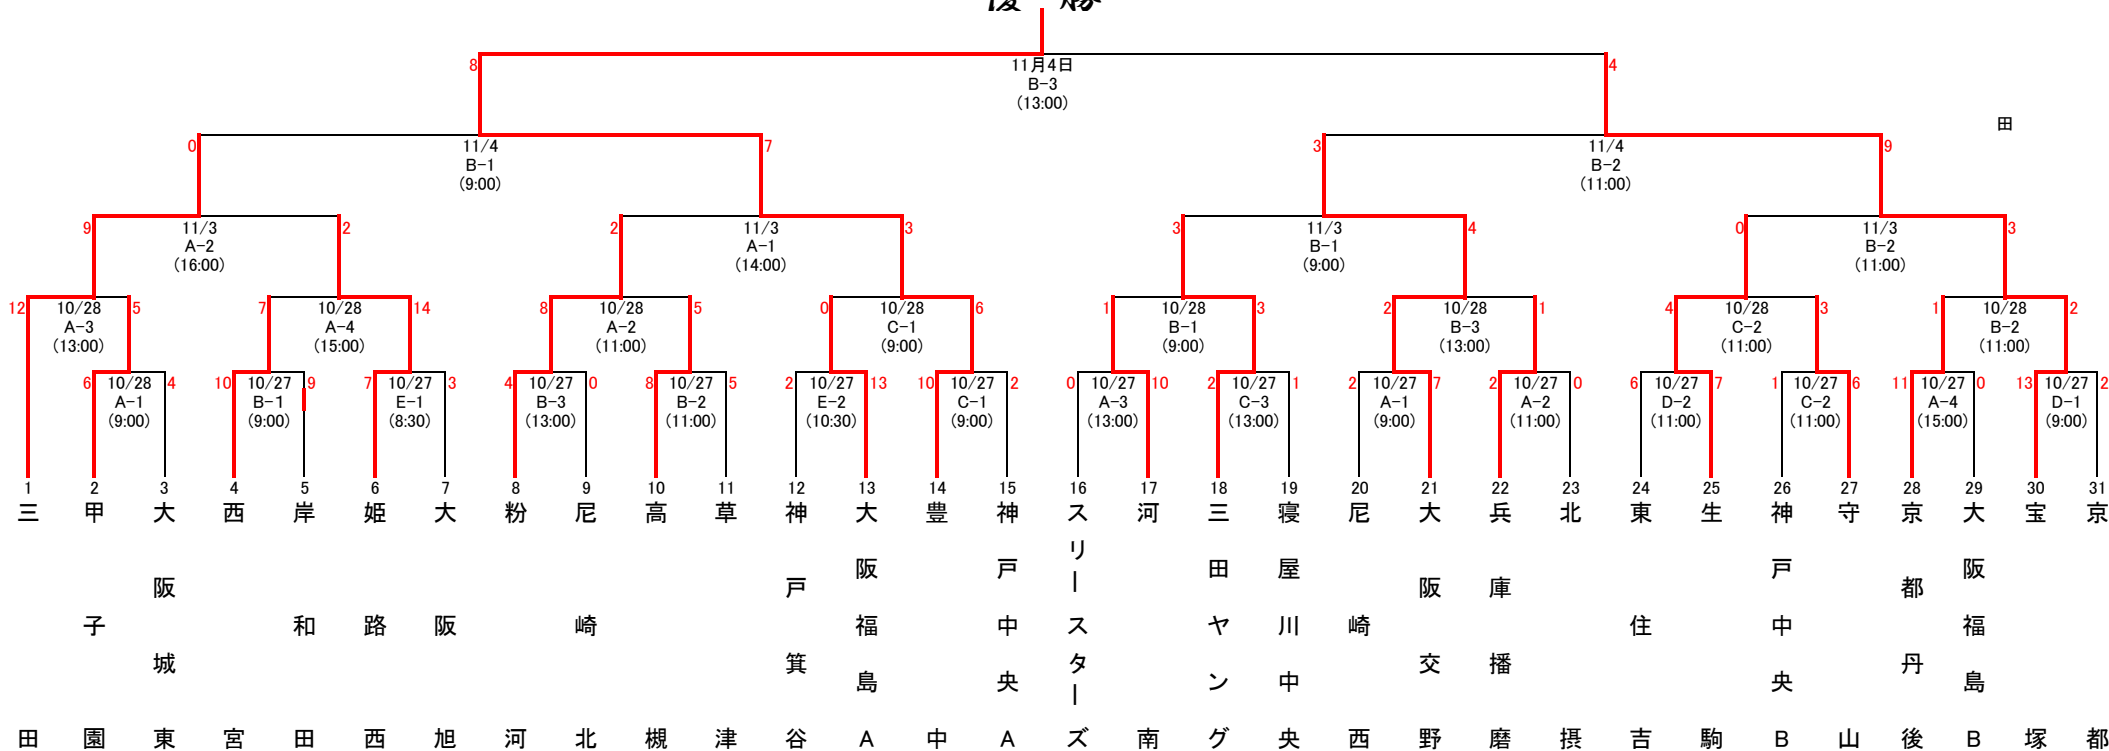 優 勝
8 11月4日 4
B-3
(13:00)
田
0 11/4 7 3 11/4 9
B-1 B-2
(9:00) (11:00)
9 11/3 2 2 11/3 3 3 11/3 4 0 11/3 3
A-2 A-1 B-1 B-2
(16:00) (14:00) (9:00) (11:00)
12 10/28 5 7 10/28 14 8 10/28 5 0 10/28 6 1 10/28 3 2 10/28 1 4 10/28 3 1 10/28 2
A-3 A-4 A-2 C-1 B-1 B-3 C-2 B-2
(13:00) (15:00) (11:00) (9:00) (9:00) (13:00) (11:00) (11:00)
6 10/28 4 10 10/27 9 7 10/27 3 4 10/27 0 8 10/27 5 2 10/27 13 10 10/27 2 0 10/27 10 2 10/27 1 2 10/27 7 2 10/27 0 6 10/27 7 1 10/27 6 11 10/27 0 13 10/27 2
A-1 B-1 E-1 B-3 B-2 E-2 C-1 A-3 C-3 A-1 A-2 D-2 C-2 A-4 D-1
(9:00) (9:00) (8:30) (13:00) (11:00) (10:30) (9:00) (13:00) (13:00) (9:00) (11:00) (11:00) (11:00) (15:00) (9:00)
1 2 3 4 5 6 7 8 9 10 11 12 13 14 15 16 17 18 19 20 21 22 23 24 25 26 27 28 29 30 31
三田
甲子園
大阪城東
西宮
岸和田
姫路西
大阪旭
粉河
尼崎北
高槻
草津
神戸箕谷
大阪福島A
豊中
神戸中央A
スリースターズ
河南
三田ヤング
寝屋川中央
尼崎西
大阪交野
兵庫播磨
北摂
東住吉
生駒
神戸中央B
守山
京都丹後
大阪福島B
宝塚
京都